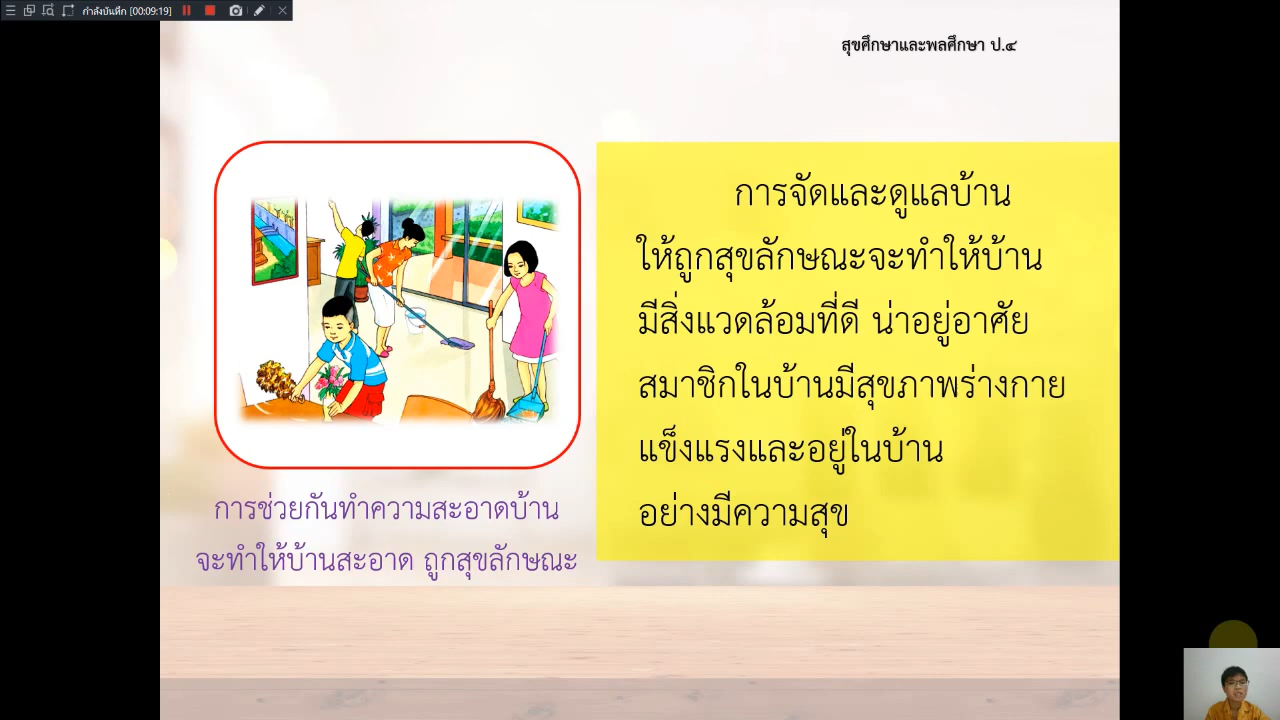 กำลังบันทึก [00:09:19]
สุขศึกษาและพลศึกษา ป.๔
การจัดและดูแลบ้าน
ให้ถูกสุขลักษณะจะทำให้บ้าน
มีสิ่งแวดล้อมที่ดี น่าอยู่อาศัย
สมาชิกในบ้านมีสุขภาพร่างกาย
แข็งแรงและอยู่ในบ้าน
อย่างมีความสุข
การช่วยกันทำความสะอาดบ้าน
จะทำให้บ้านสะอาด ถูกสุขลักษณะ